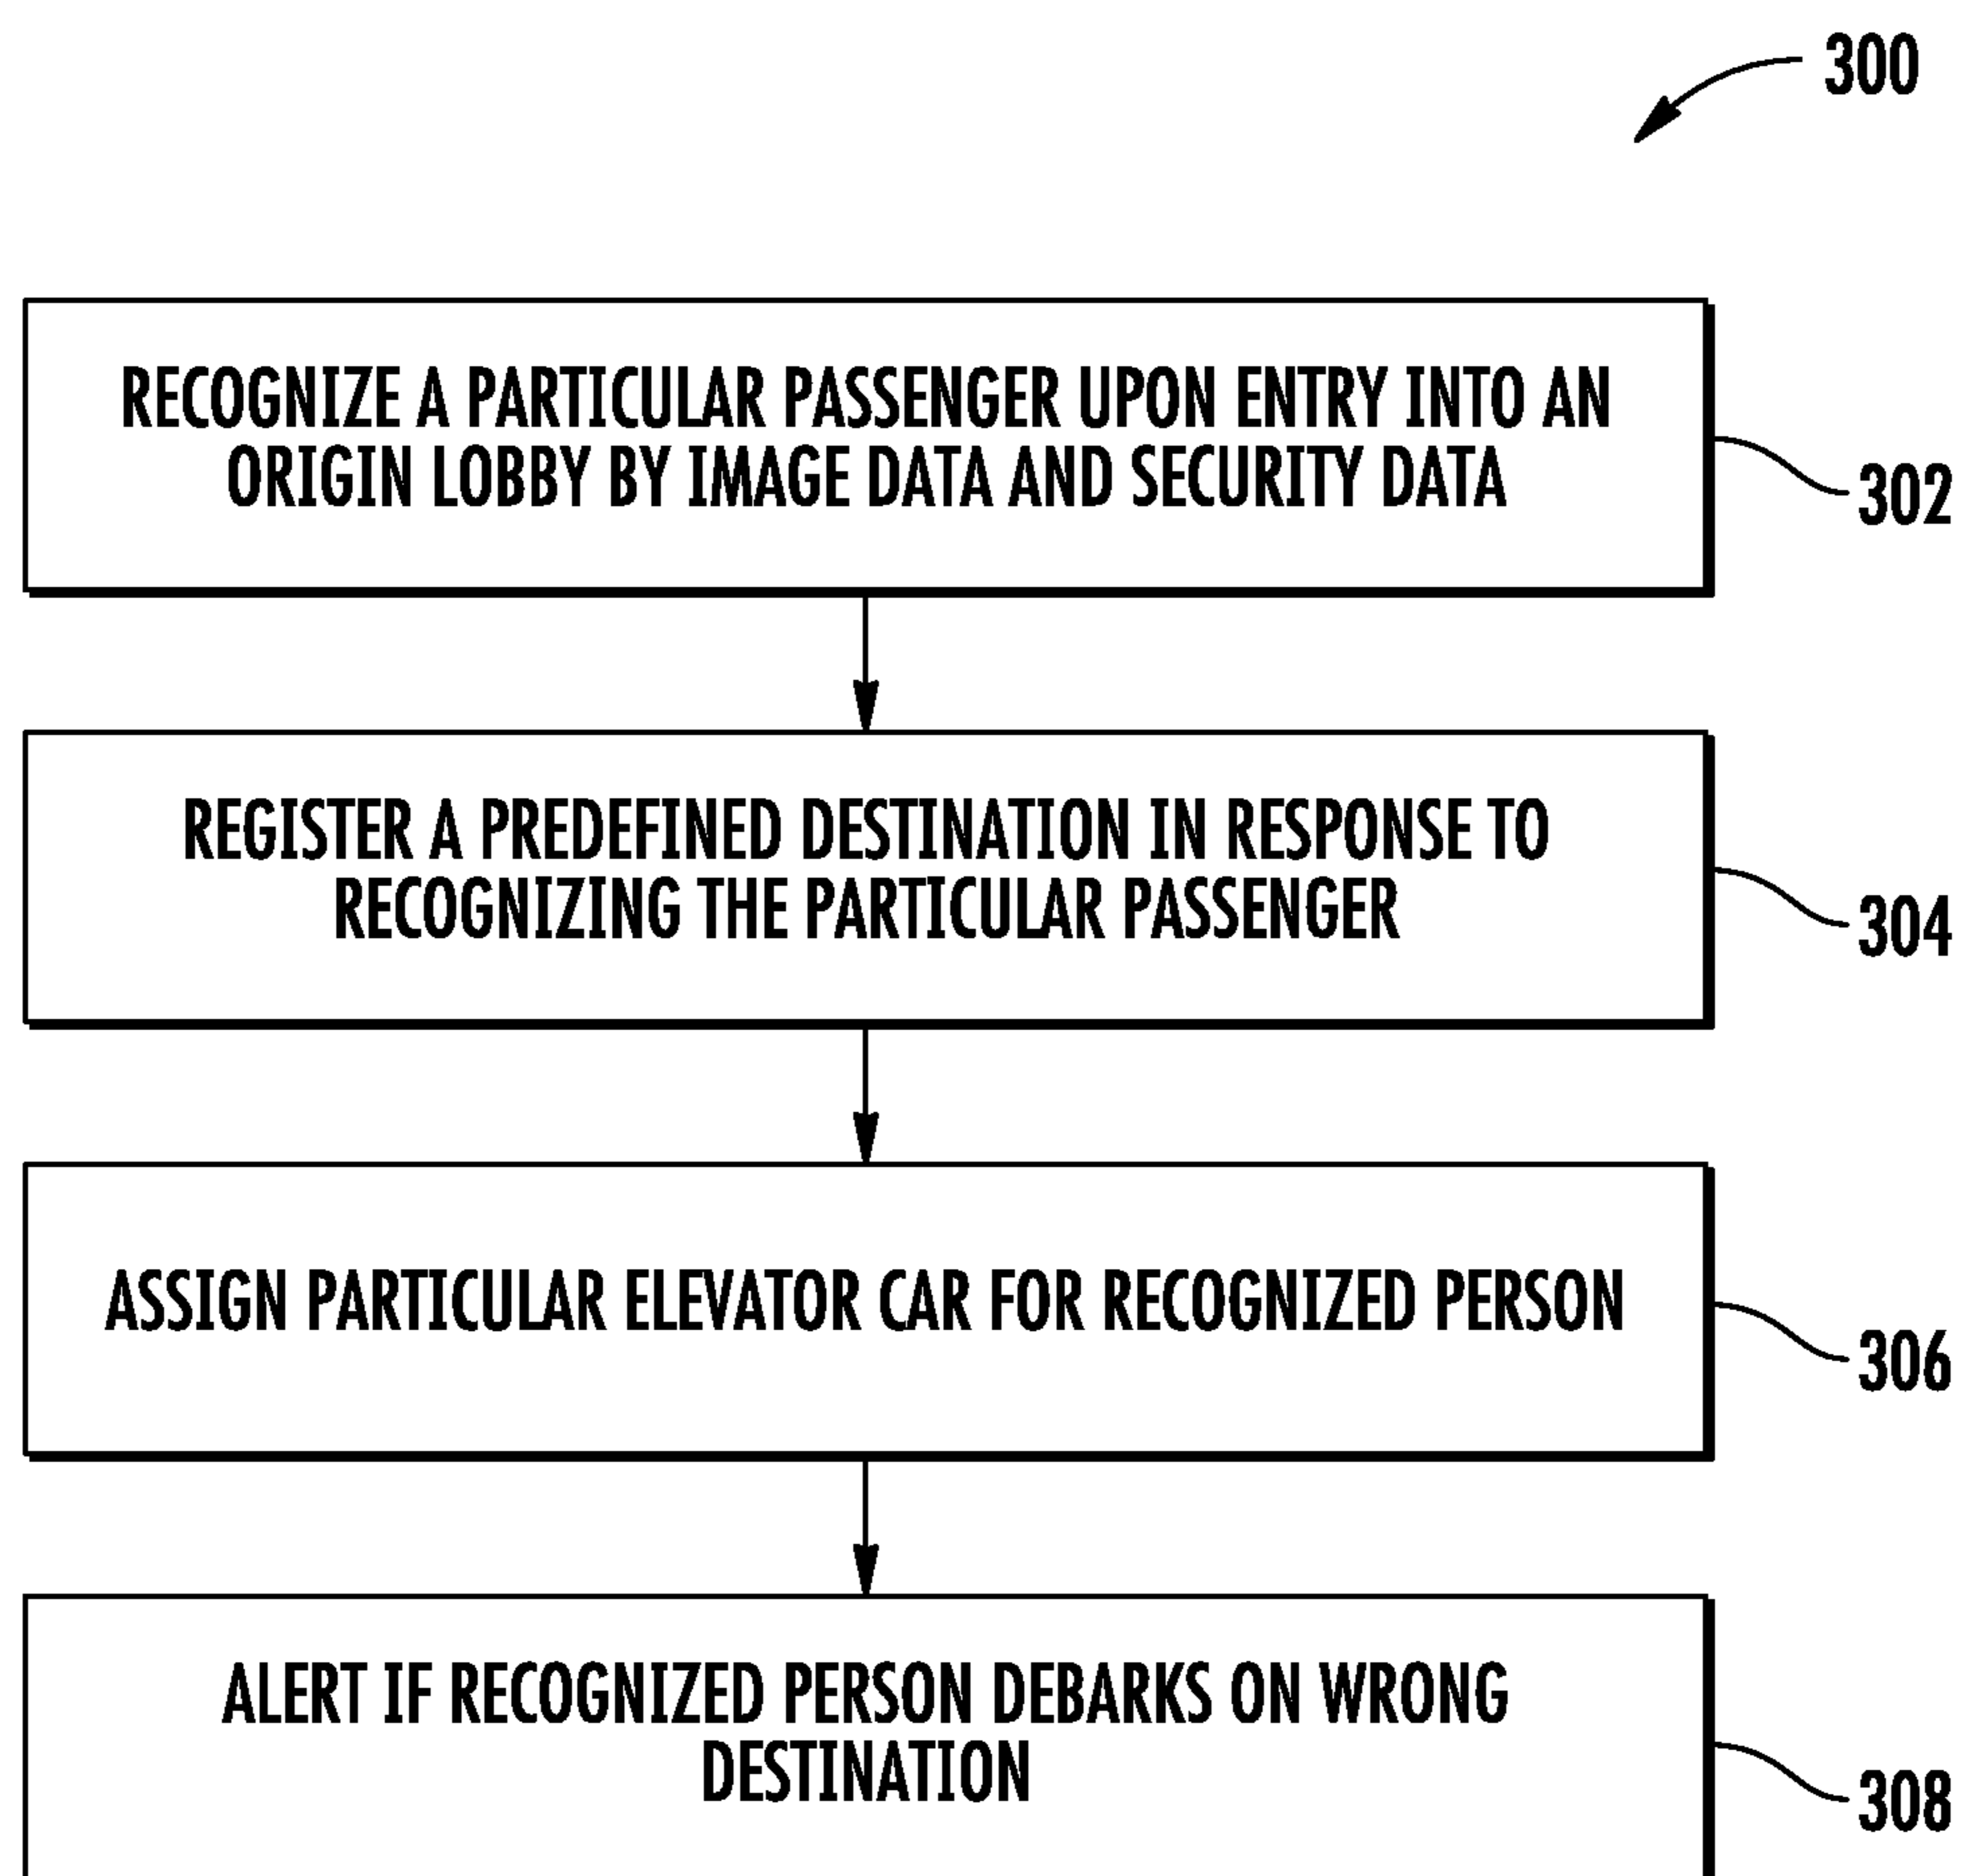 300
RECOGNIZE A PARTICULAR PASSENGER UPON ENTRY INTO AN
ORIGIN LOBBY BY IMAGE DATA AND SECURITY DATA
302
REGISTER A PREDEFINED DESTINATION IN RESPONSE TO
RECOGNIZING THE PARTICULAR PASSENGER
304
ASSIGN PARTICULAR ELEVATOR CAR FOR RECOGNIZED PERSON
306
ALERT IF RECOGNIZED PERSON DEBARKS ON WRONG
DESTINATION
308